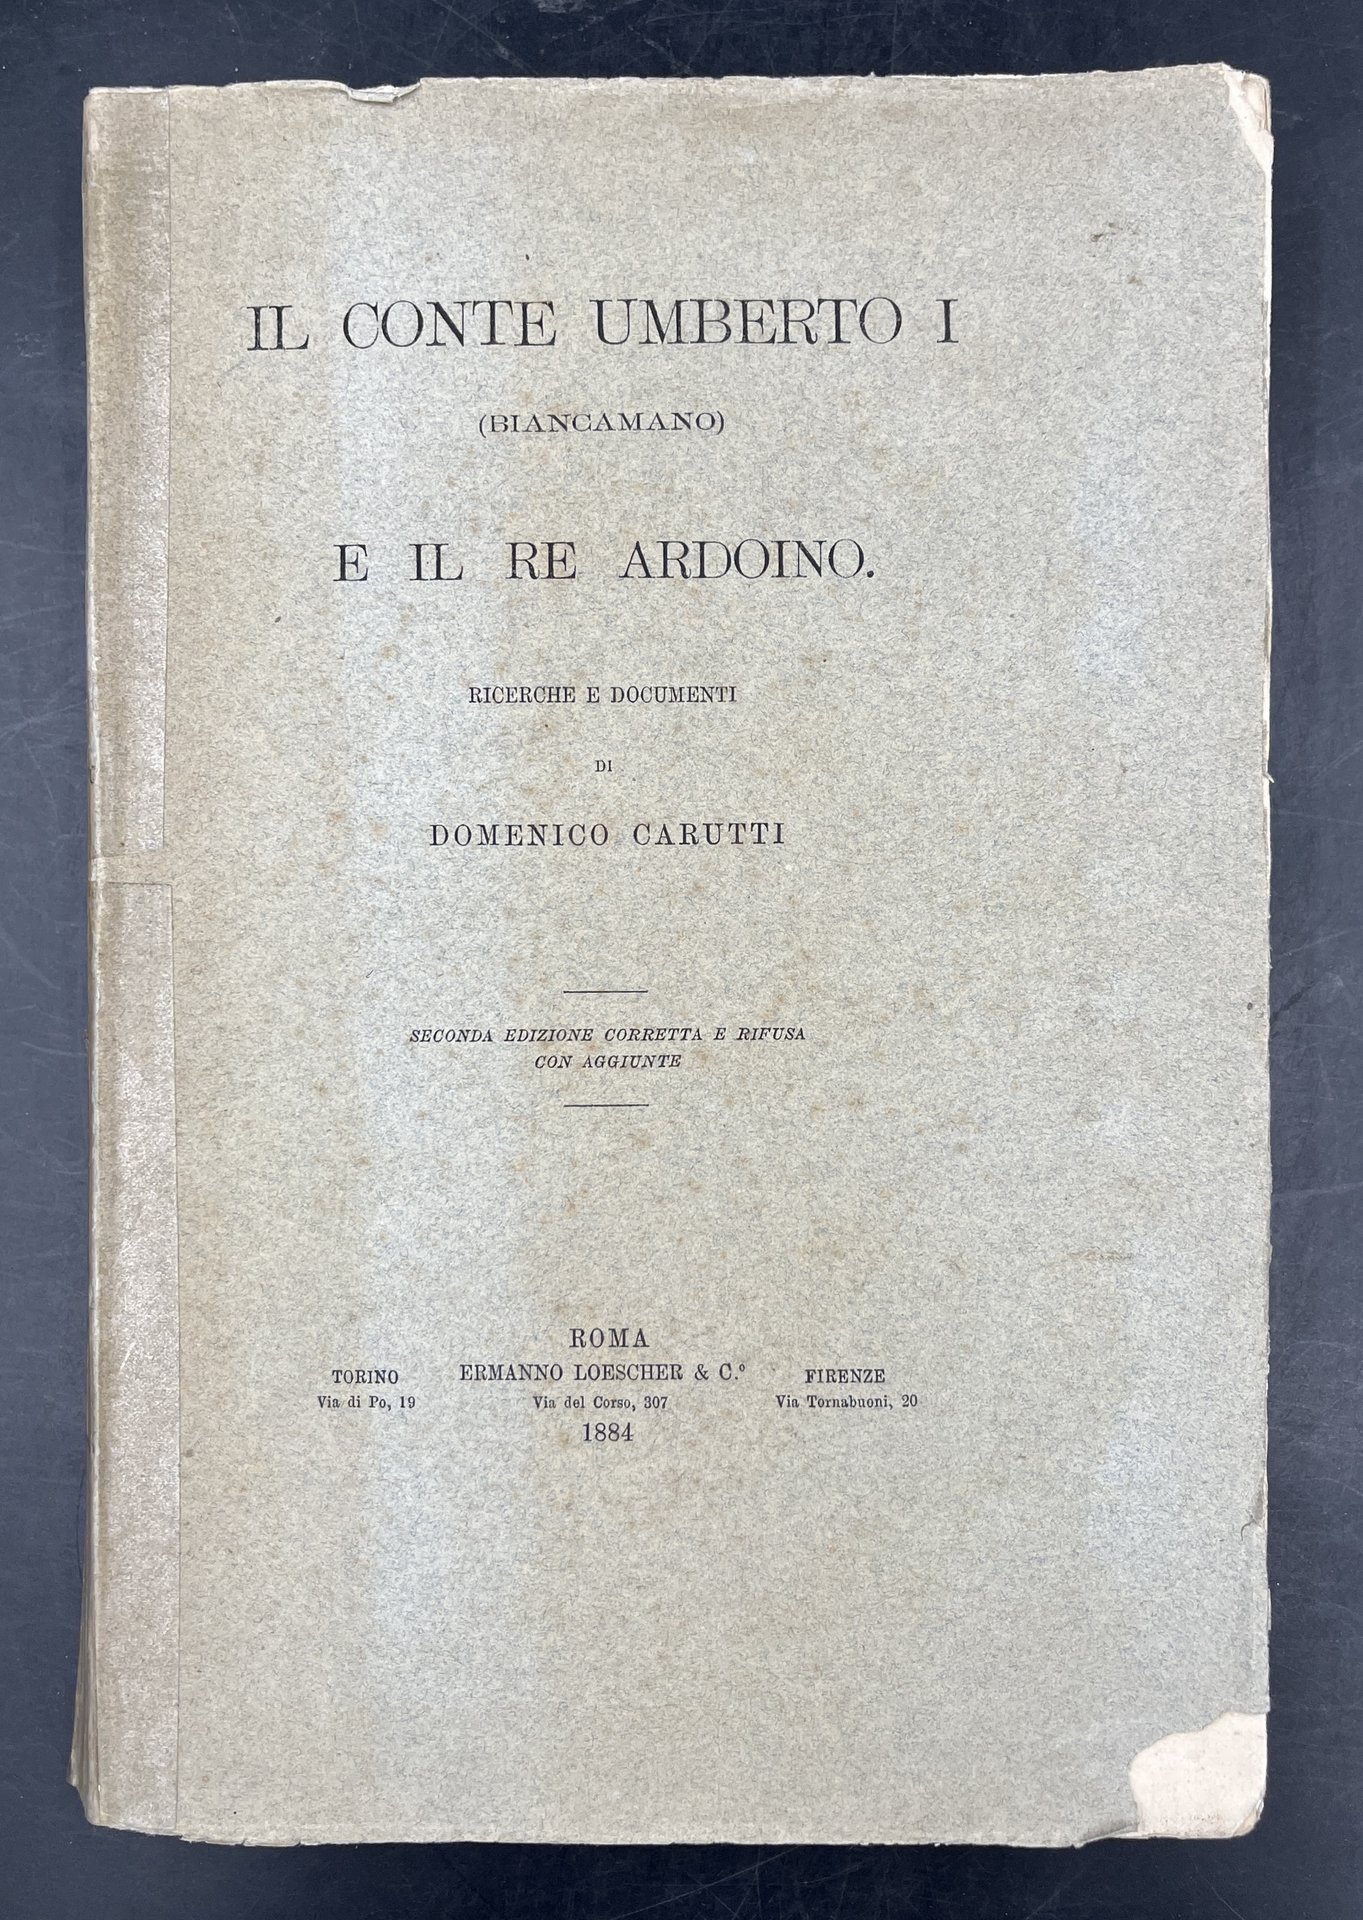 IL CONTE UMBERTO I
(BIANCAMANO)
E IL RE ARDOINO.
RICERCHE E DOCUMENTI
DI
DOMENICO CARUTTI
SECONDA EDIZIONE CORRETTA E RIFUSA
CON AGGIUNTE
ROMA
TORINO ERMANNO LOESCHER & C.º FIRENZE
Via di Po, 19 Via del Corso, 307 Via Tornabuoni, 20
1884